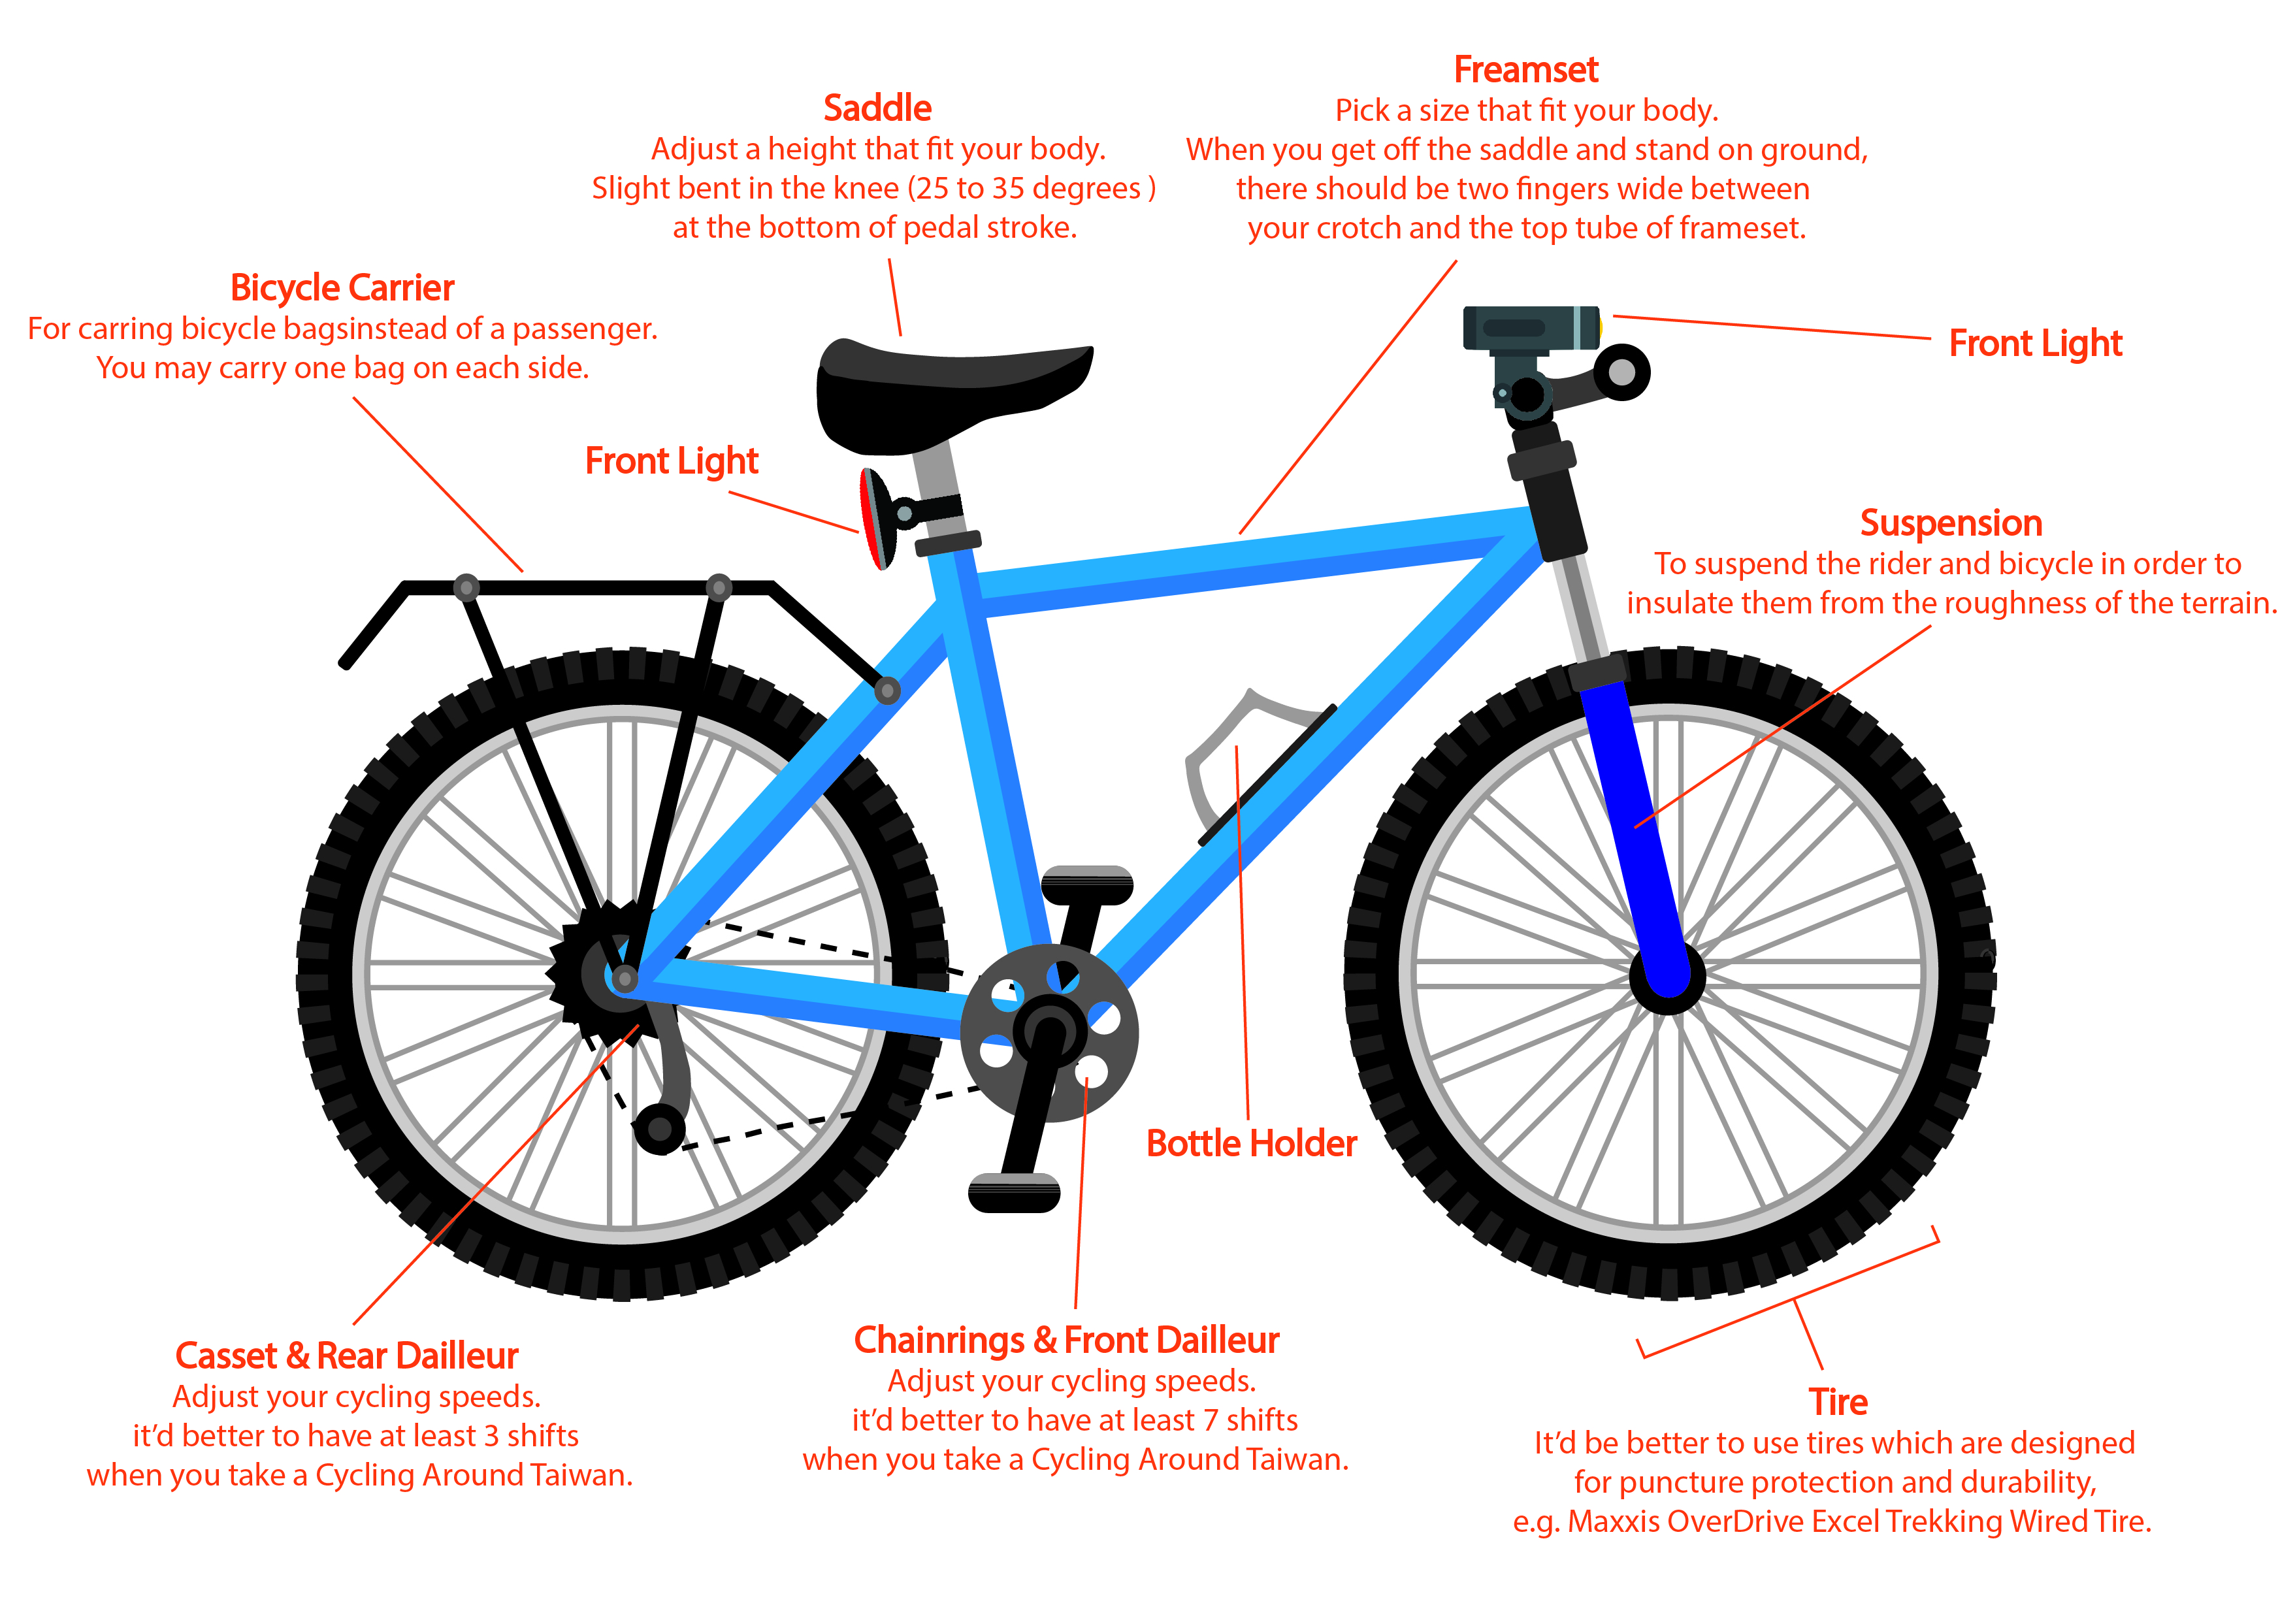 Freamset
Pick a size that fit your body.
When you get off the saddle and stand on ground,
there should be two fingers wide between
your crotch and the top tube of frameset.
Saddle
Adjust a height that fit your body.
Slight bent in the knee (25 to 35 degrees )
at the bottom of pedal stroke.
Bicycle Carrier
For carring bicycle bagsinstead of a passenger.
You may carry one bag on each side.
Front Light
Front Light
Suspension
To suspend the rider and bicycle in order to
insulate them from the roughness of the terrain.
Bottle Holder
Casset & Rear Dailleur
Adjust your cycling speeds.
it’d better to have at least 3 shifts
when you take a Cycling Around Taiwan.
Chainrings & Front Dailleur
Adjust your cycling speeds.
it’d better to have at least 7 shifts
when you take a Cycling Around Taiwan.
Tire
It’d be better to use tires which are designed
for puncture protection and durability,
e.g. Maxxis OverDrive Excel Trekking Wired Tire.